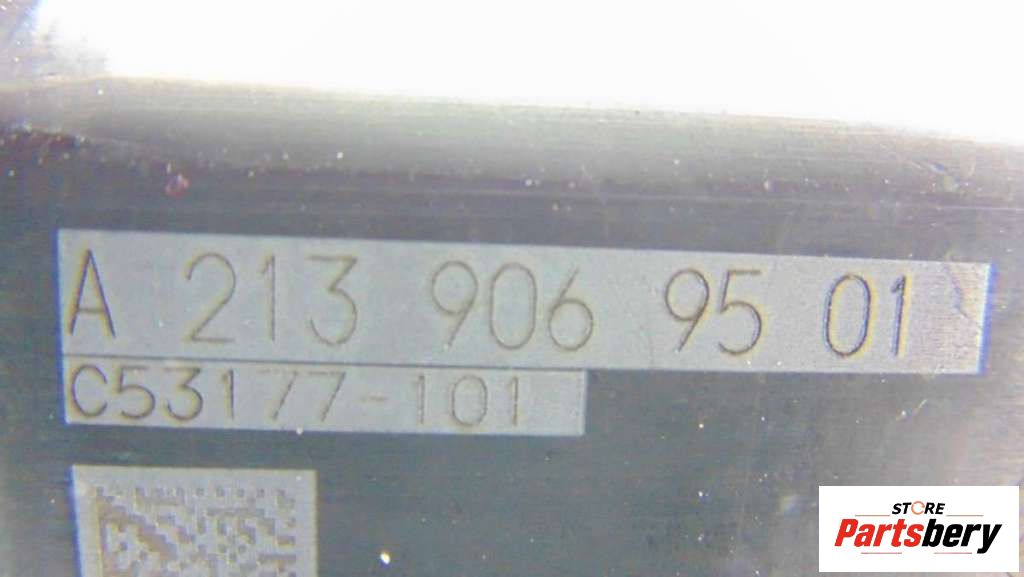 A 213 906 95 01
C53177-101
STORE
Partsbery